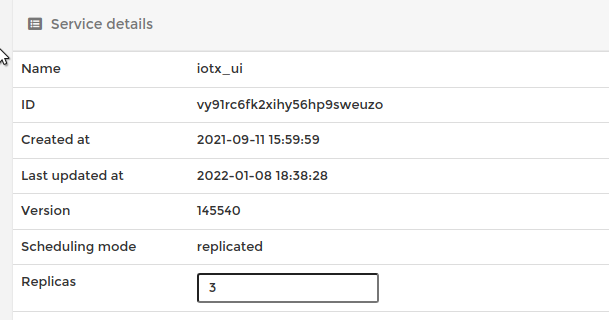 Service details
Name iotx_ui
ID vy91rc6fk2xihy56hp9sweuzo
Created at 2021-09-11 15:59:59
Last updated at 2022-01-08 18:38:28
Version 145540
Scheduling mode replicated
Replicas 3